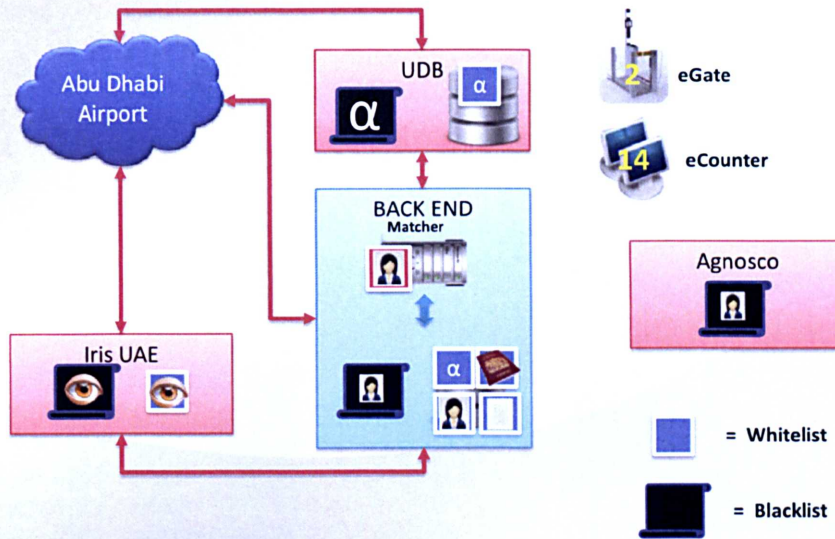 Abu Dhabi
Airport
UDB
α
α
2
eGate
14
eCounter
BACK END
Matcher
Agnosco
Iris UAE
α
= Whitelist
= Blacklist